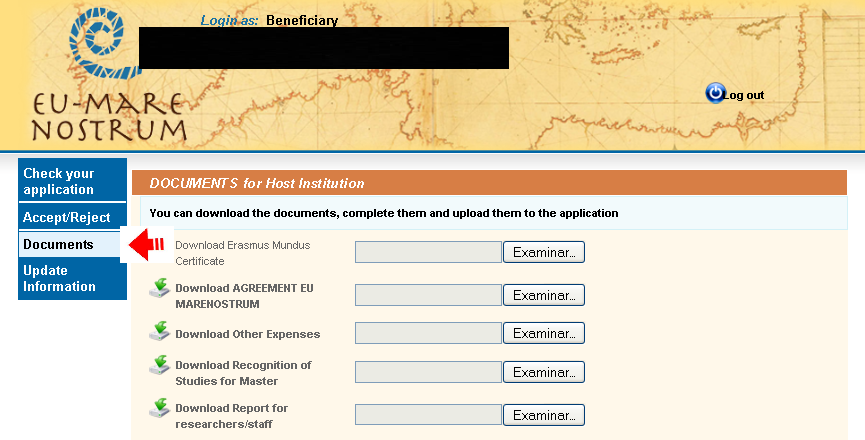 Login as: Beneficiary
Log out
EU-MARE
NOSTRUM
Check your
application
Accept/Reject
Documents
Update
Information
DOCUMENTS for Host Institution
You can download the documents, complete them and upload them to the application
Download Erasmus Mundus
Certificate
Examinar...
Download AGREEMENT EU
MARENOSTRUM
Examinar...
Download Other Expenses
Examinar...
Download Recognition of
Studies for Master
Examinar...
Download Report for
researchers/staff
Examinar...